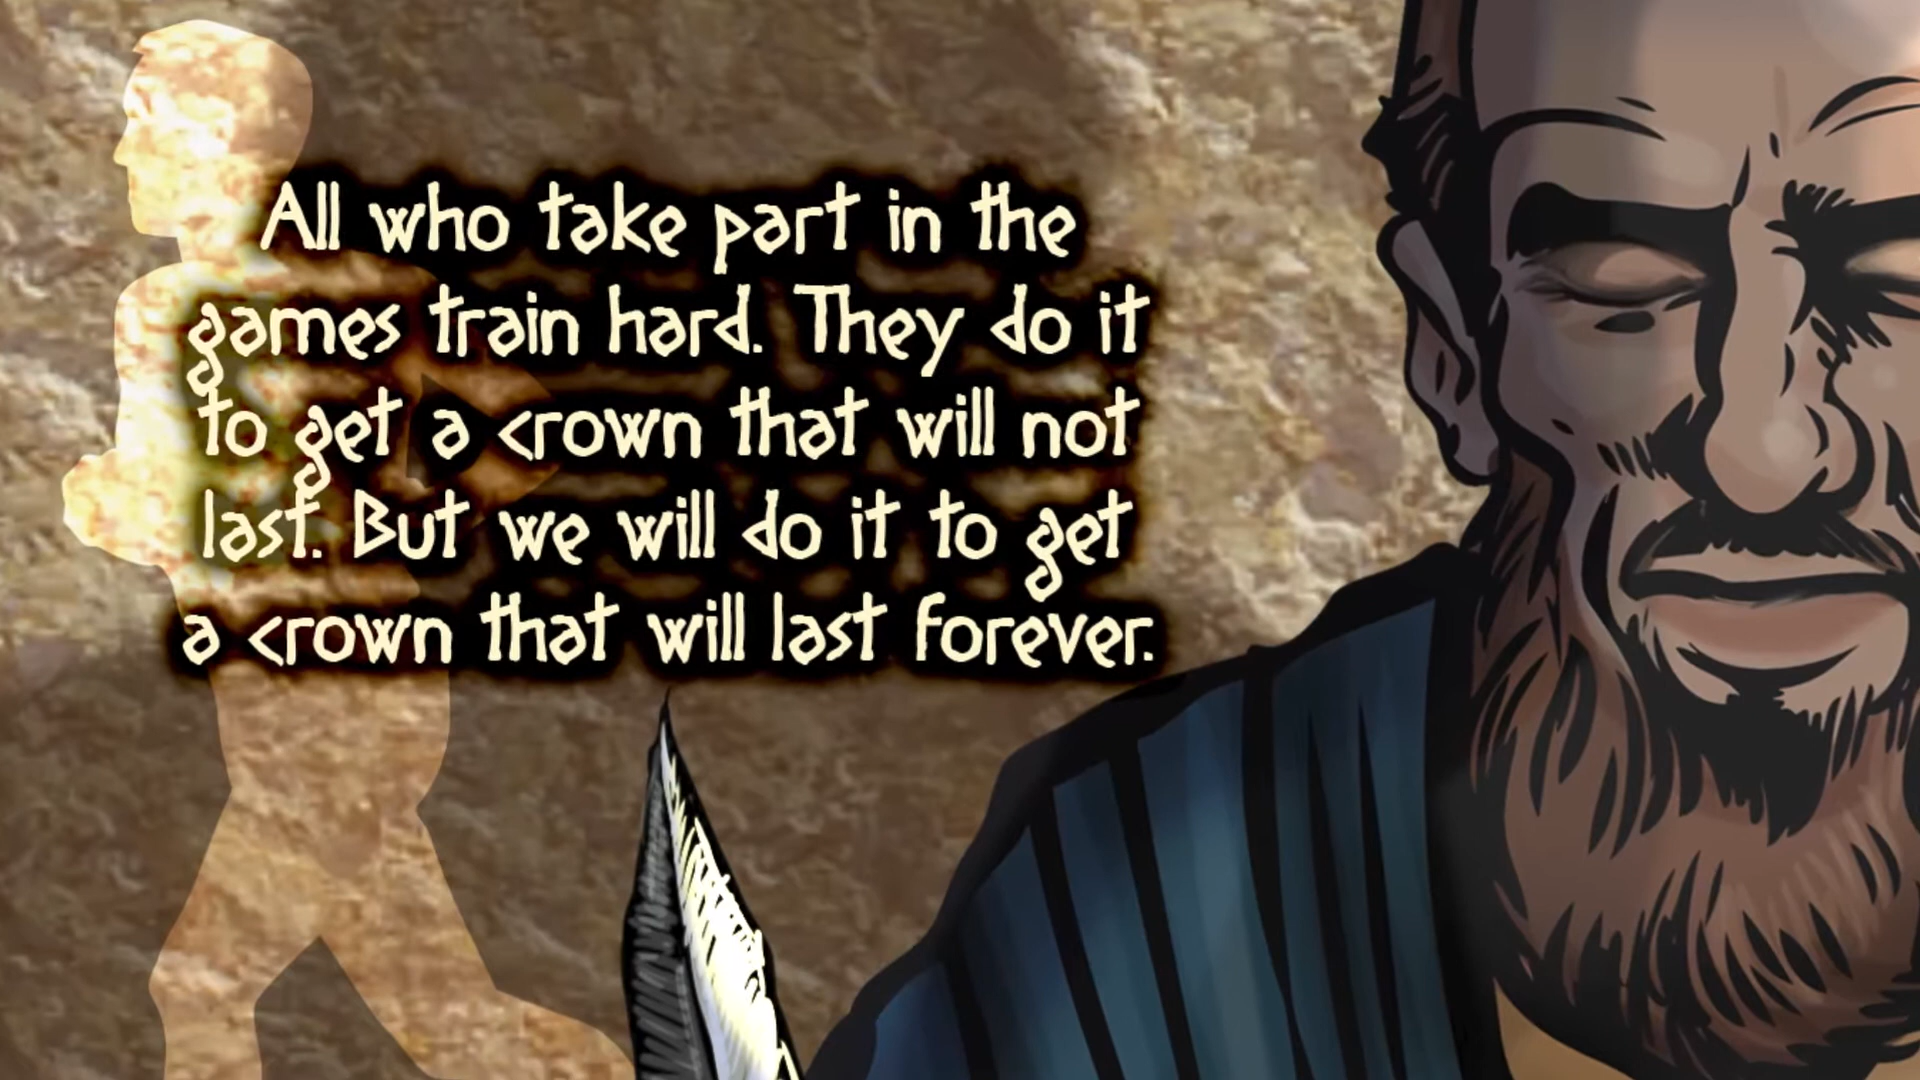 All who take part in the
games train hard. They do it
to get a crown that will not
last. But we will do it to get
a crown that will last forever.